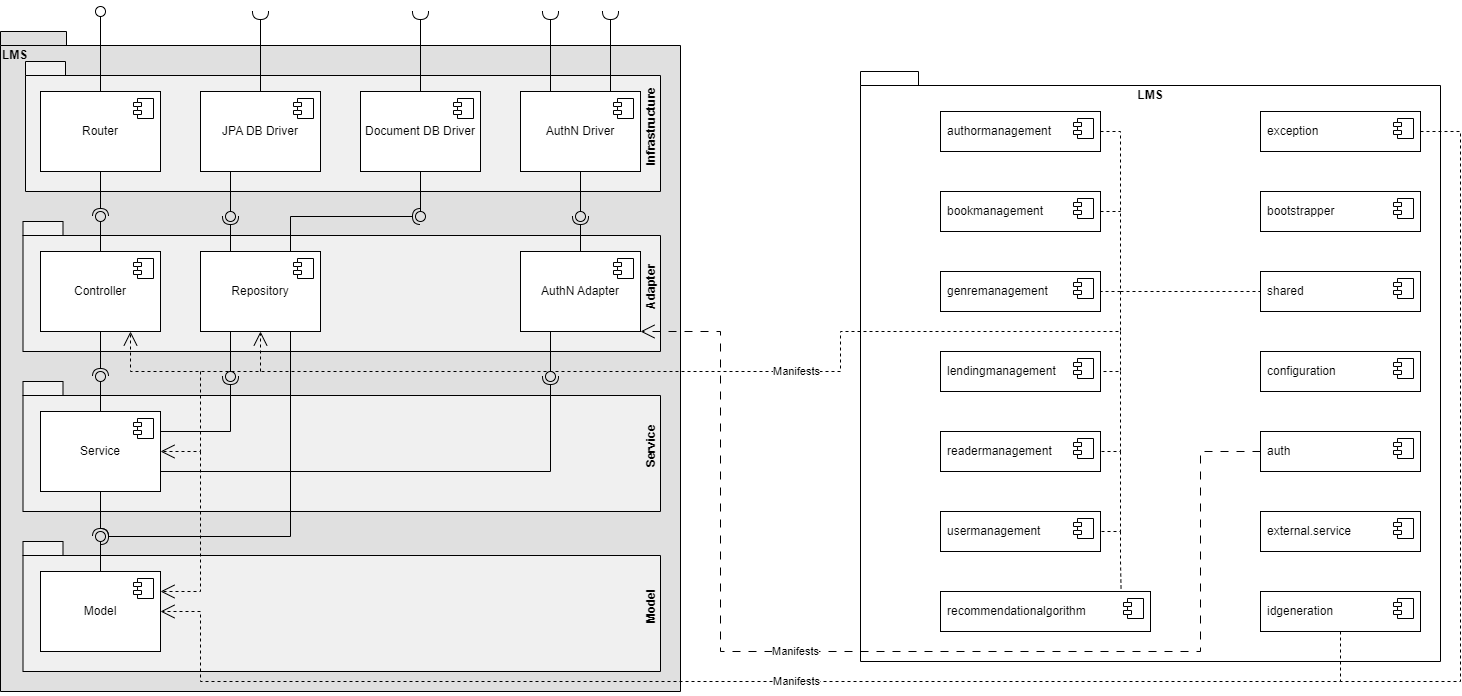 LMS
Router
JPA DB Driver
Document DB Driver
AuthN Driver
Infrastructure
Controller
Repository
AuthN Adapter
Adapter
Service
Service
Model
Model
Manifests
Manifests
Manifests
LMS
authormanagement
exception
bookmanagement
bootstrapper
genremanagement
shared
lendingmanagement
configuration
readermanagement
auth
usermanagement
external.service
recommendationalgorithm
idgeneration